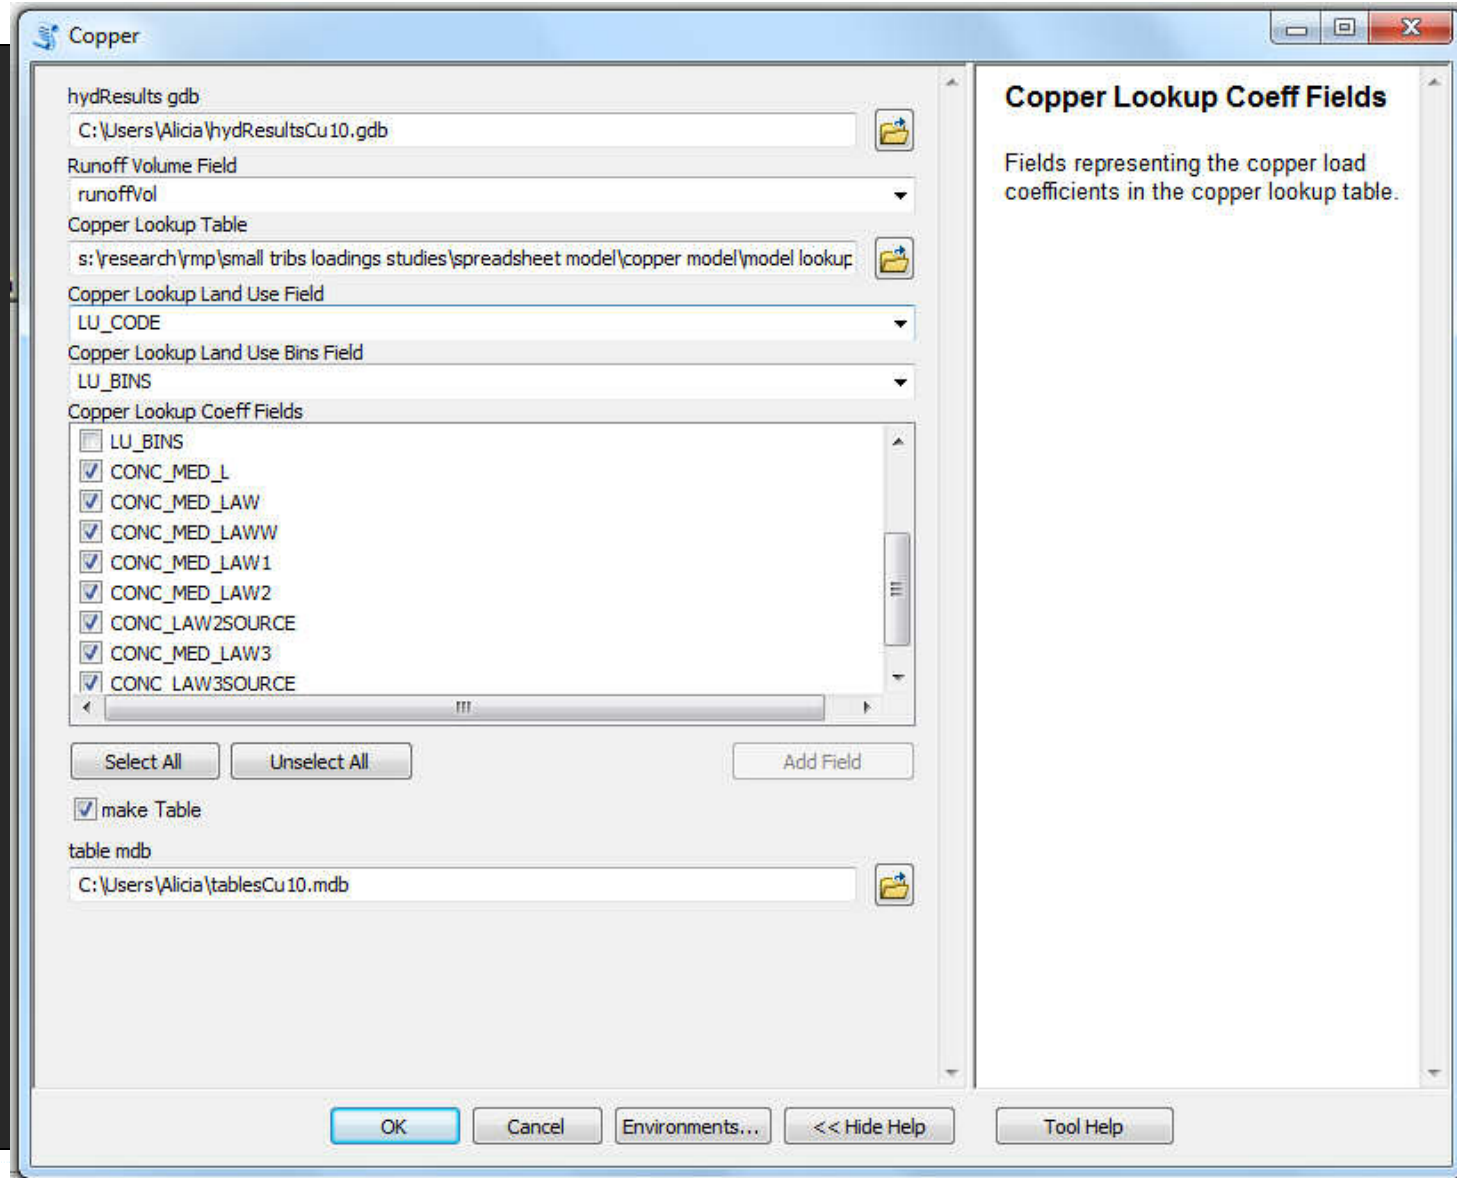 Copper
hydResults gdb
C:\Users\Alicia\hydResultsCu10.gdb
Runoff Volume Field
runoffVol
Copper Lookup Table
s:\research\rmp\small tribs loadings studies\spreadsheet model\copper model\model lookup
Copper Lookup Land Use Field
LU_CODE
Copper Lookup Land Use Bins Field
LU_BINS
Copper Lookup Coeff Fields
LU_BINS
CONC_MED_L
CONC_MED_LAW
CONC_MED_LAWW
CONC_MED_LAW1
CONC_MED_LAW2
CONC_LAW2SOURCE
CONC_MED_LAW3
CONC_LAW3SOURCE
Select All
Unselect All
Add Field
make Table
table mdb
C:\Users\Alicia\tablesCu10.mdb
OK
Cancel
Environments...
<< Hide Help
Tool Help
Copper Lookup Coeff Fields
Fields representing the copper load
coefficients in the copper lookup table.